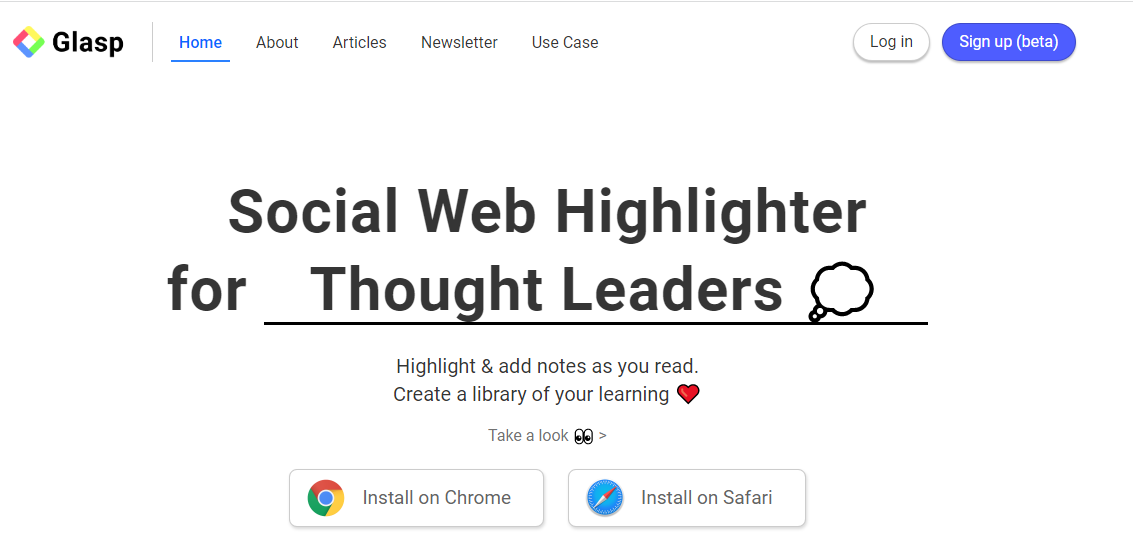 Glasp
Home About Articles Newsletter Use Case Log in Sign up (beta)
Social Web Highlighter
for Thought Leaders 💭
Highlight & add notes as you read.
Create a library of your learning ❤️
Take a look 👀 >
Install on Chrome Install on Safari